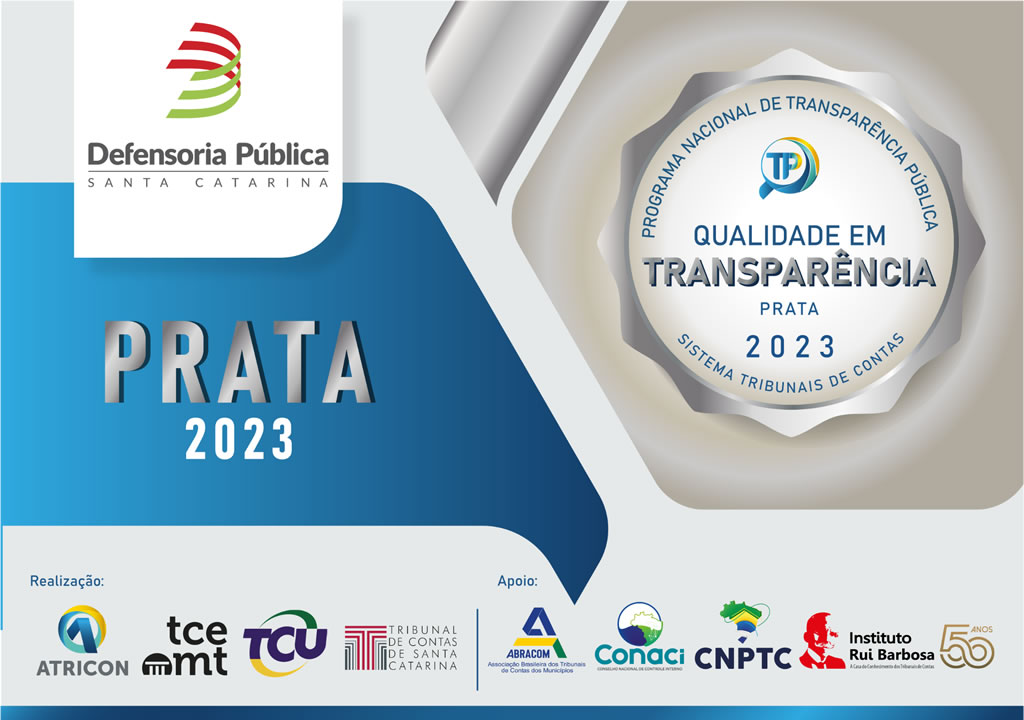 Defensoria Pública
SANTA CATARINA
PROGRAMA NACIONAL DE TRANSPARÊNCIA PÚBLICA
TP
QUALIDADE EM
TRANSPARÊNCIA
PRATA
2023
SISTEMA TRIBUNAIS DE CONTAS
PRATA
2023
Realização:
ATRICON
tce
mt
TCU
TRIBUNAL
DE CONTAS
DE SANTA
CATARINA
Apoio:
ABRACOM
Associação Brasileira dos Tribunais
de Contas dos Municípios
Conaci
CONSELHO NACIONAL DE CONTROLE INTERNO
CNPTC
Instituto
Rui Barbosa
A Casa do Conhecimento dos Tribunais de Contas
50 ANOS